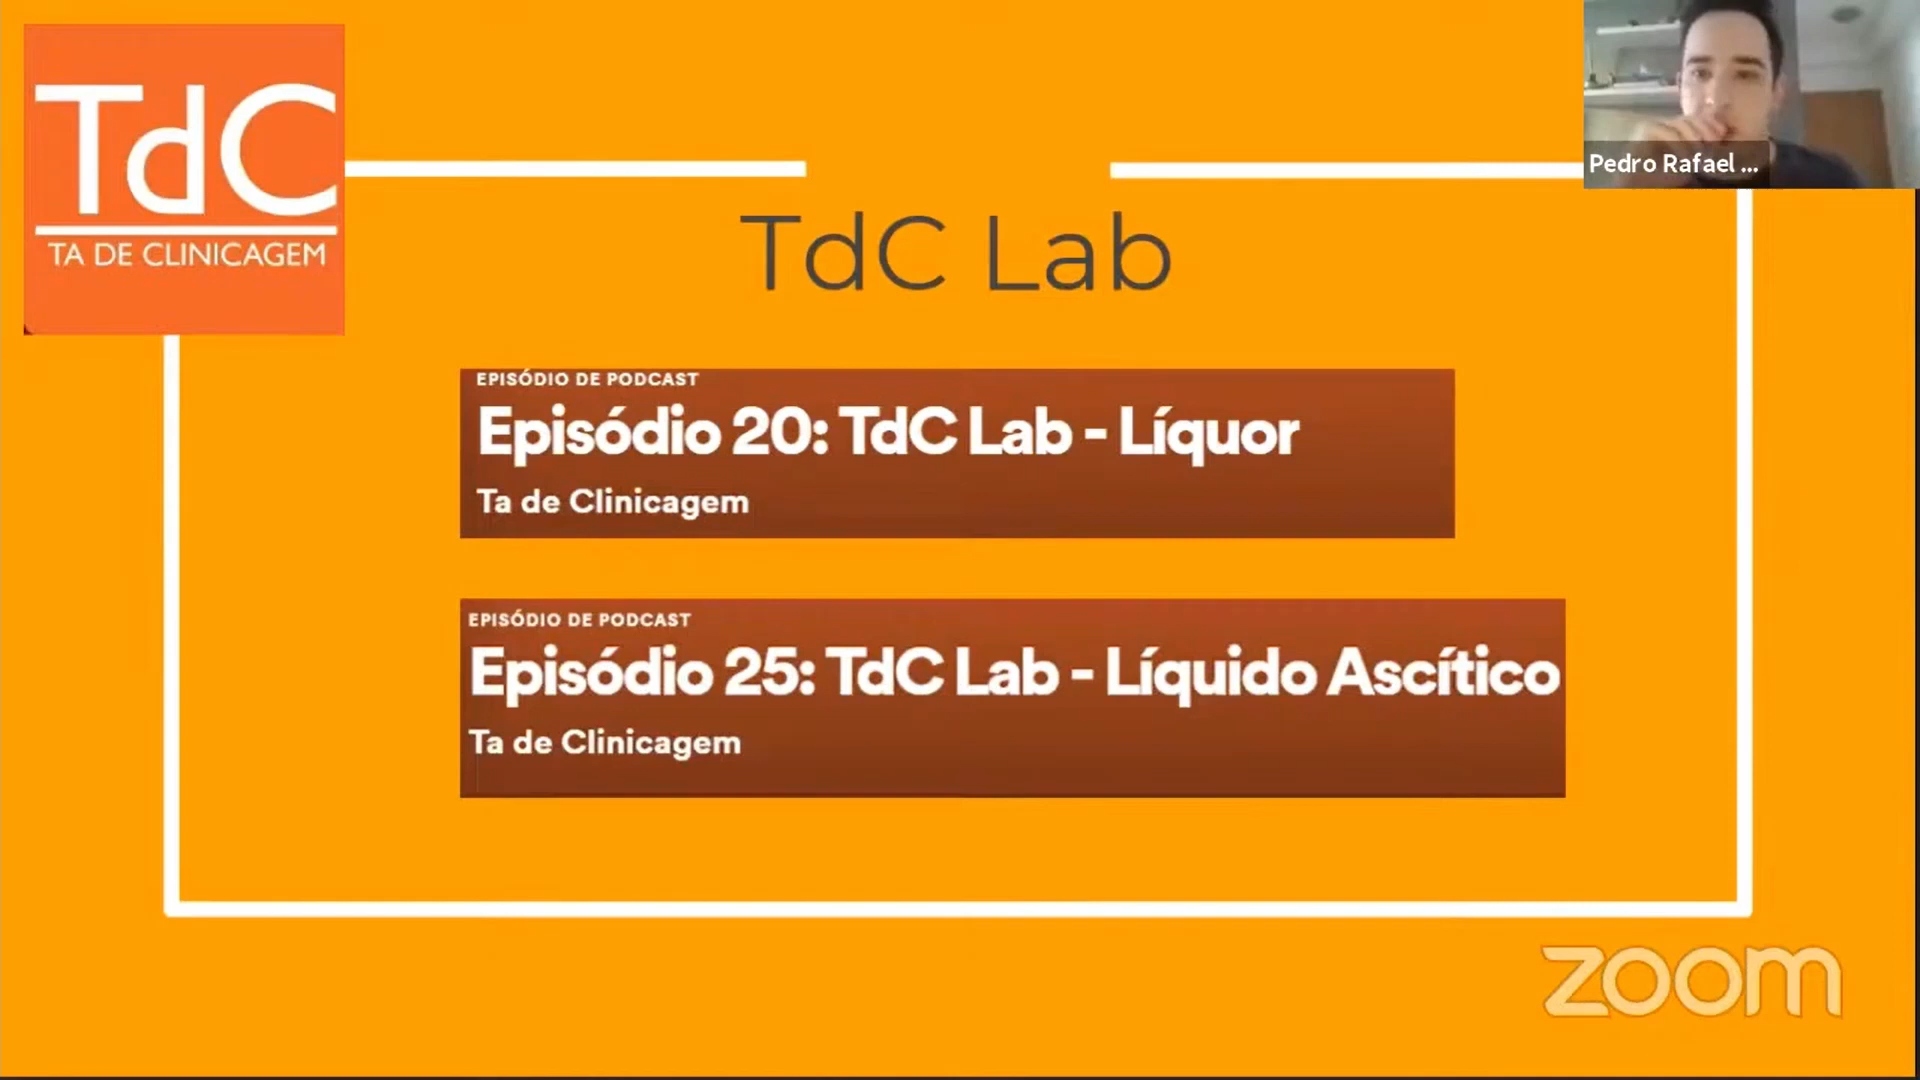 TdC
TA DE CLINICAGEM
Pedro Rafael ...
TdC Lab
EPISÓDIO DE PODCAST
Episódio 20: TdC Lab - Líquor
Ta de Clinicagem
EPISÓDIO DE PODCAST
Episódio 25: TdC Lab - Líquido Ascítico
Ta de Clinicagem
zoom